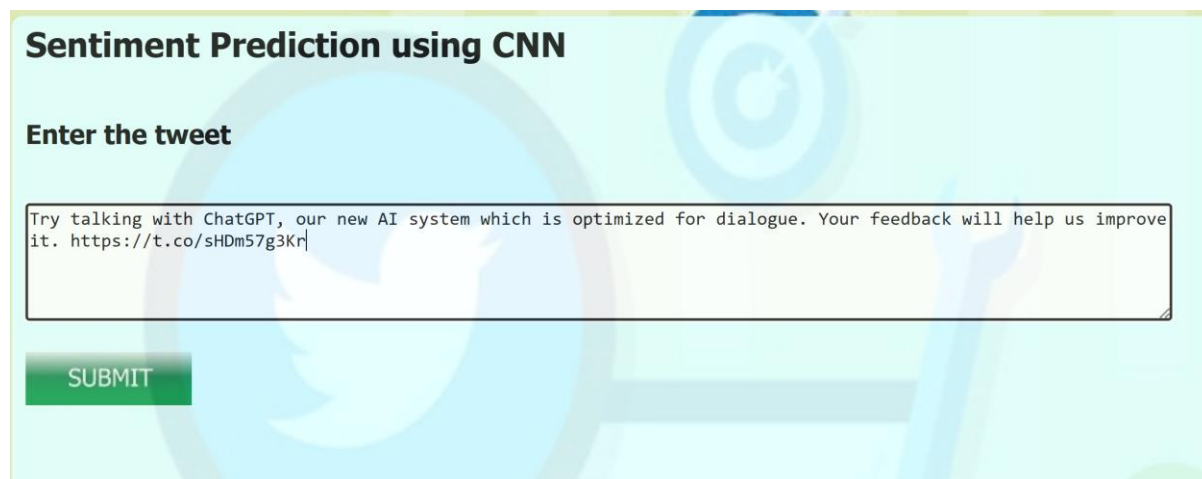 Sentiment Prediction using CNN
Enter the tweet
Try talking with ChatGPT, our new AI system which is optimized for dialogue. Your feedback will help us improve
it. https://t.co/sHDm57g3Kr
SUBMIT